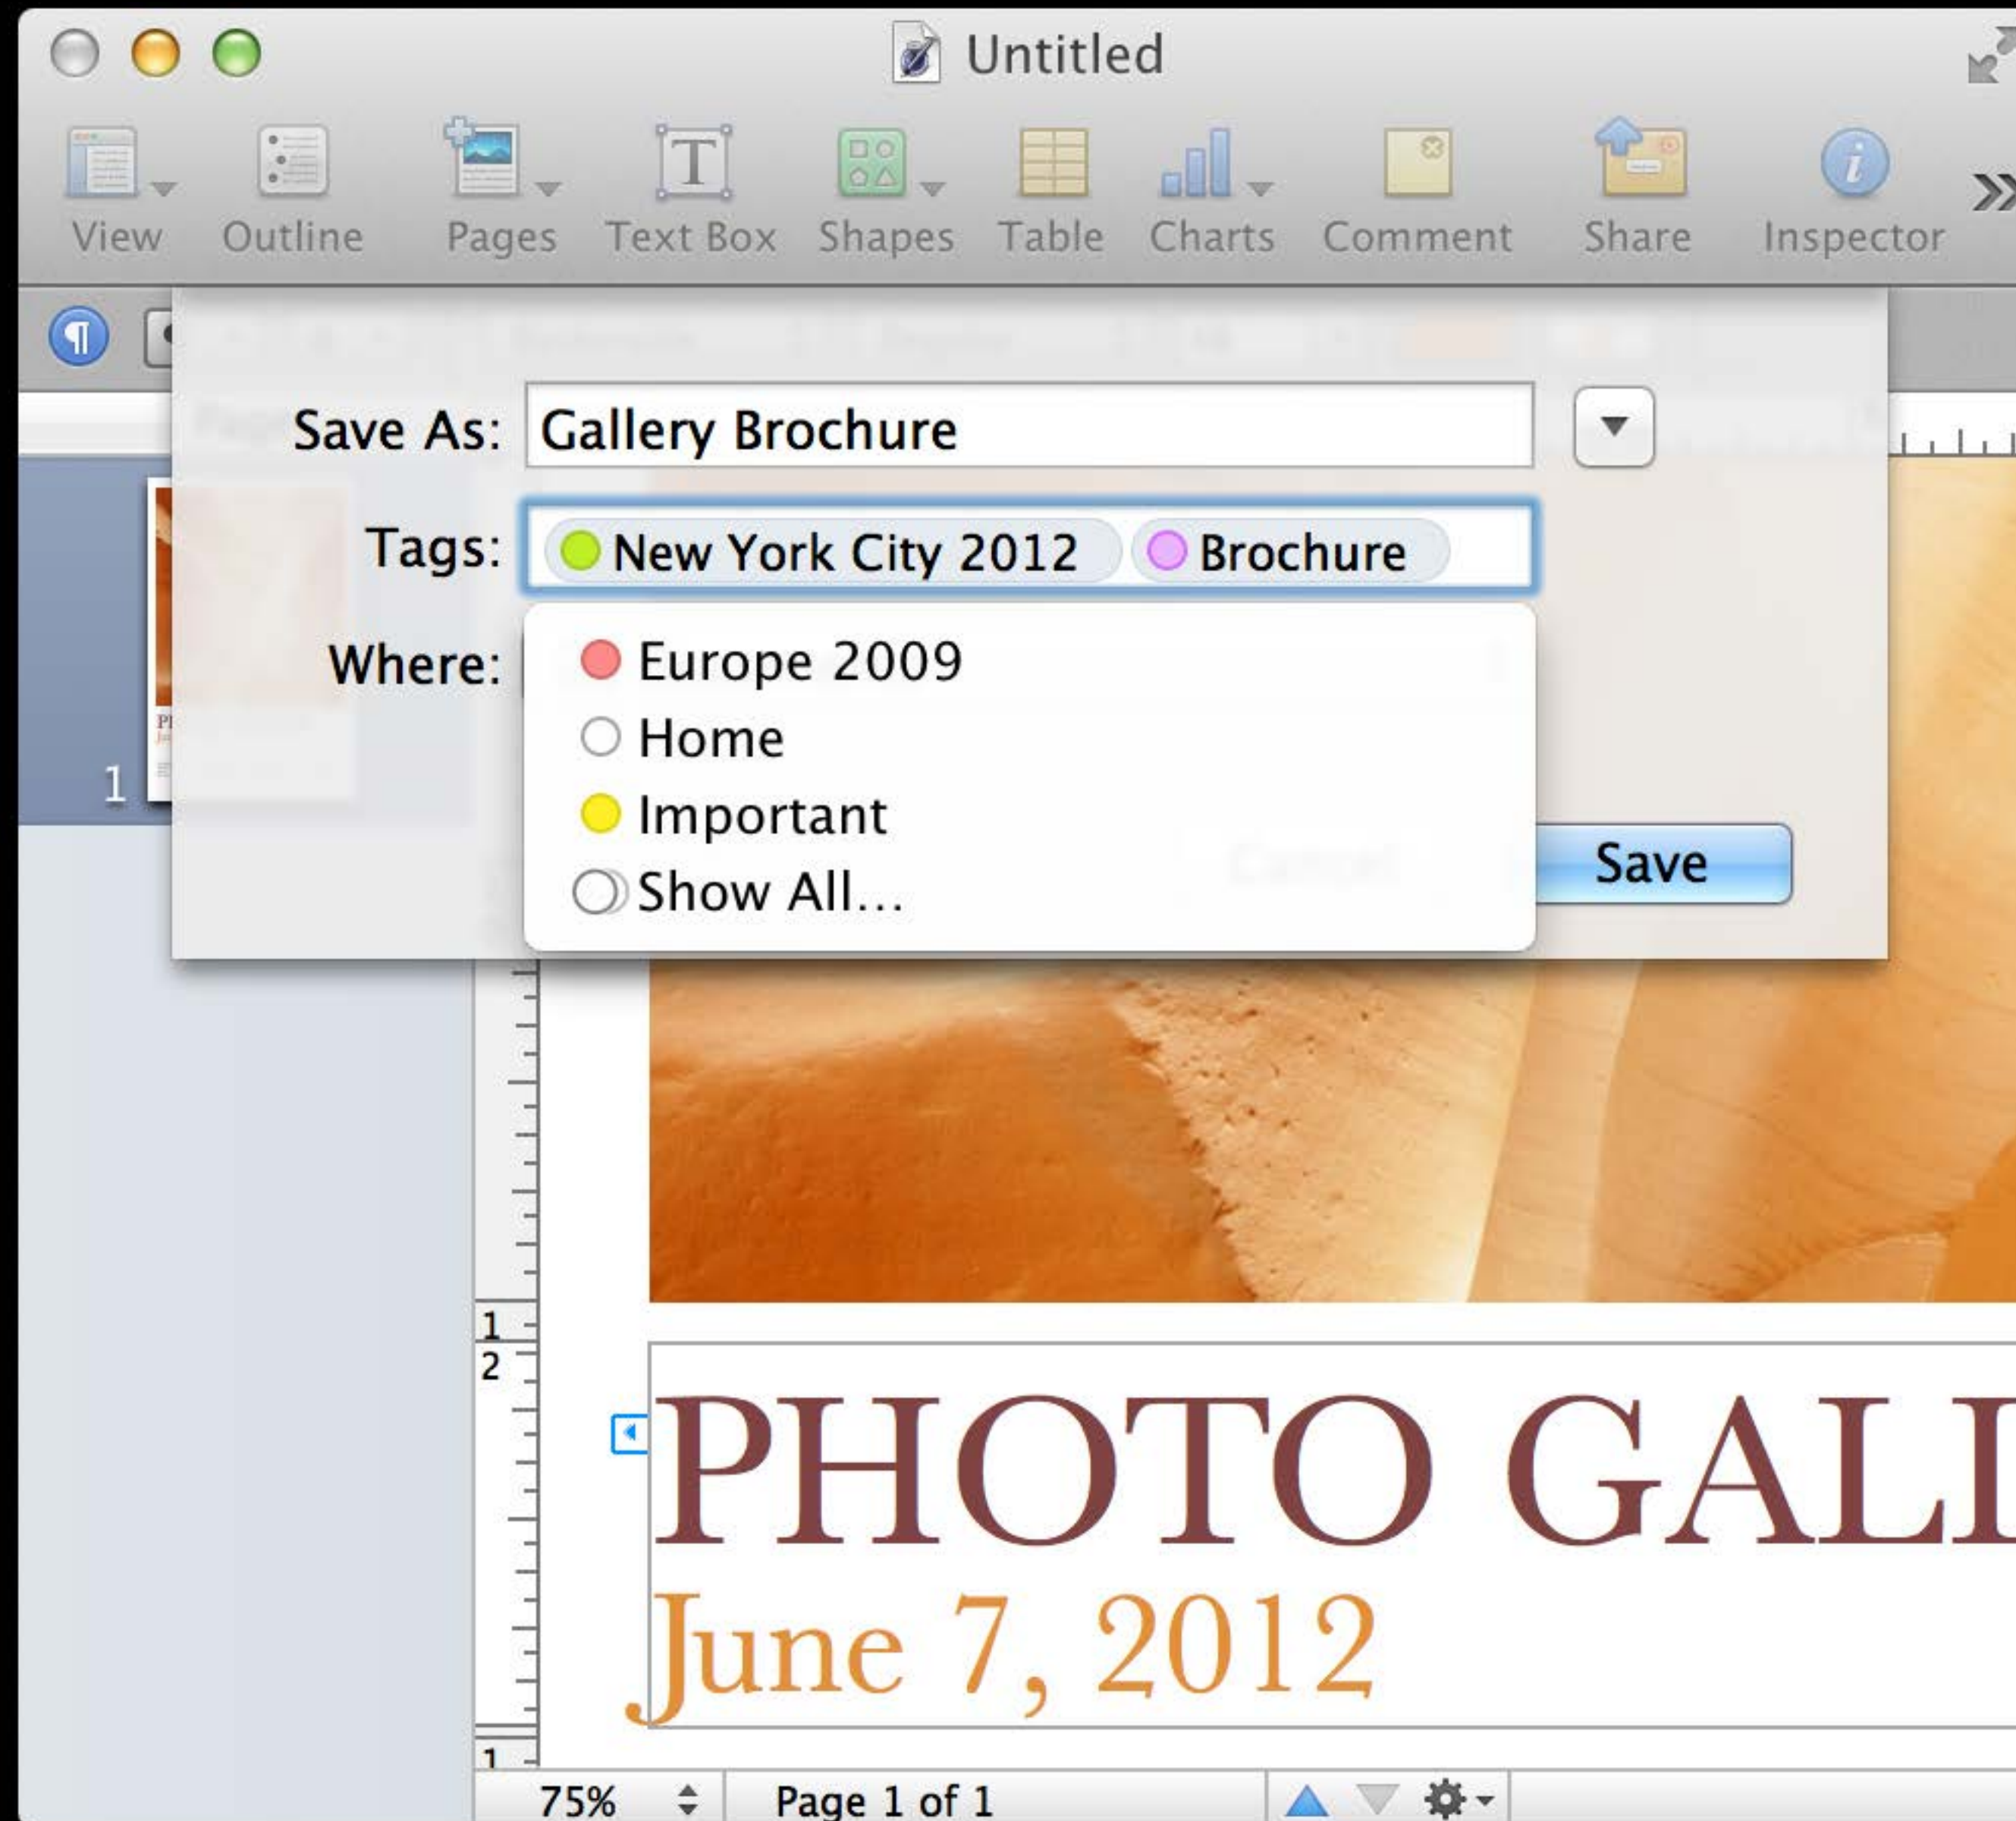 Untitled
View Outline Pages Text Box Shapes Table Charts Comment Share Inspector
Save As: Gallery Brochure
Tags: New York City 2012 Brochure
Where:
Europe 2009
Home
Important
Show All...
Save
1
1
2
PHOTO GALL
June 7, 2012
1
75% Page 1 of 1